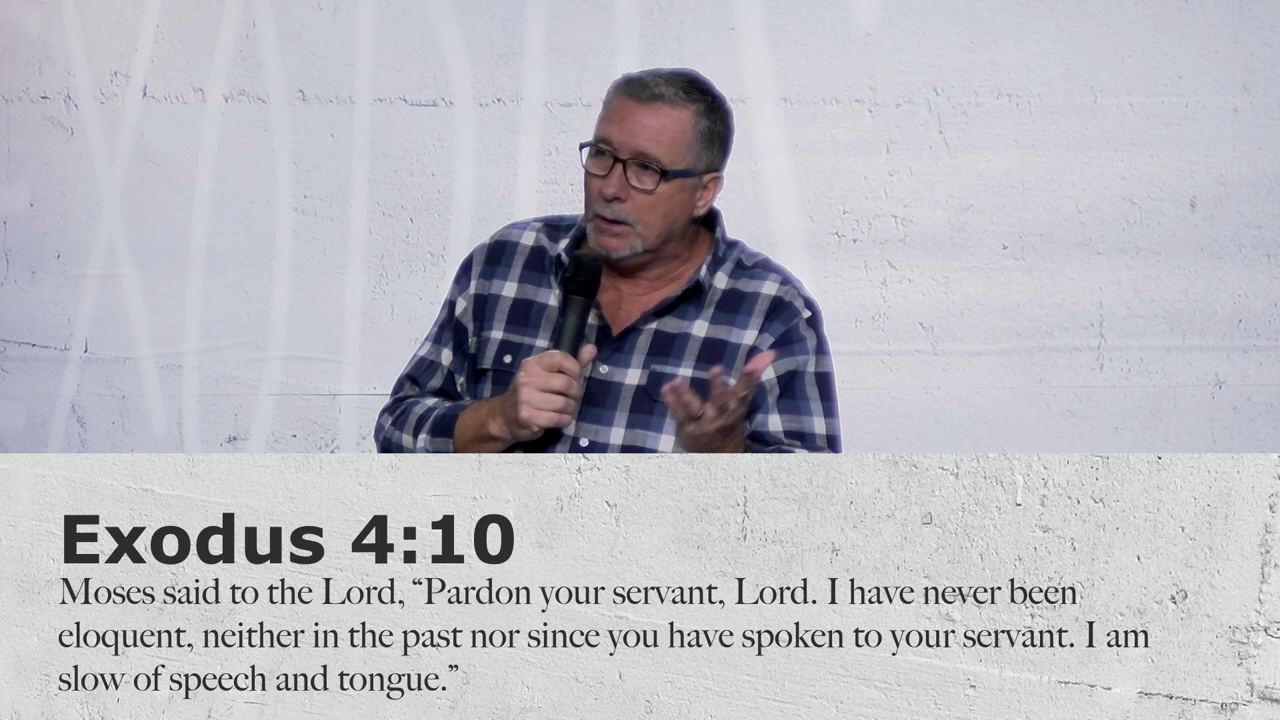 Exodus 4:10
Moses said to the Lord, “Pardon your servant, Lord. I have never been
eloquent, neither in the past nor since you have spoken to your servant. I am
slow of speech and tongue.”